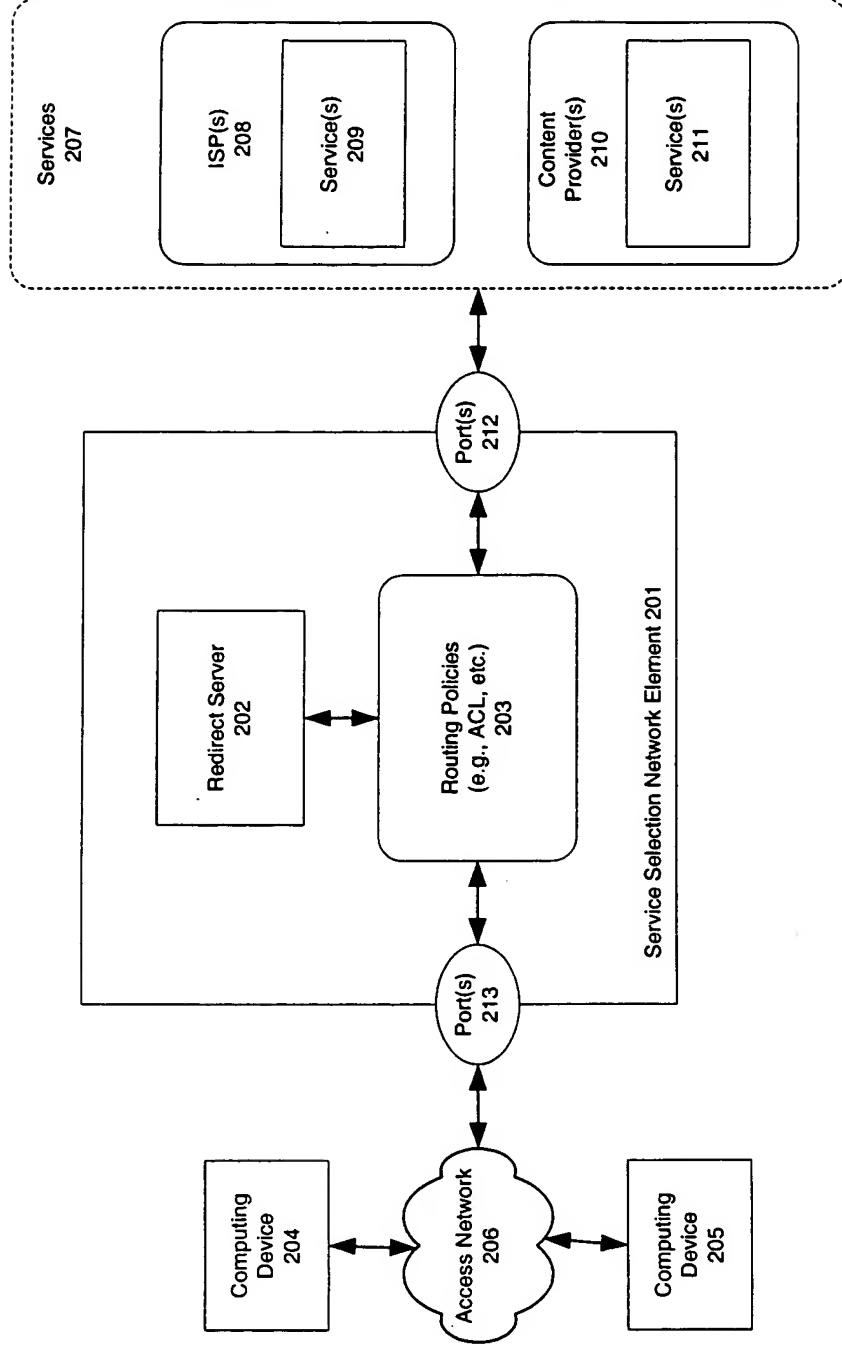 Computing
Device
204
Computing
Device
205
Access Network
206
Port(s)
213
Redirect Server
202
Routing Policies
(e.g., ACL, etc.)
203
Service Selection Network Element 201
Port(s)
212
Services
207
ISP(s)
208
Service(s)
209
Content
Provider(s)
210
Service(s)
211